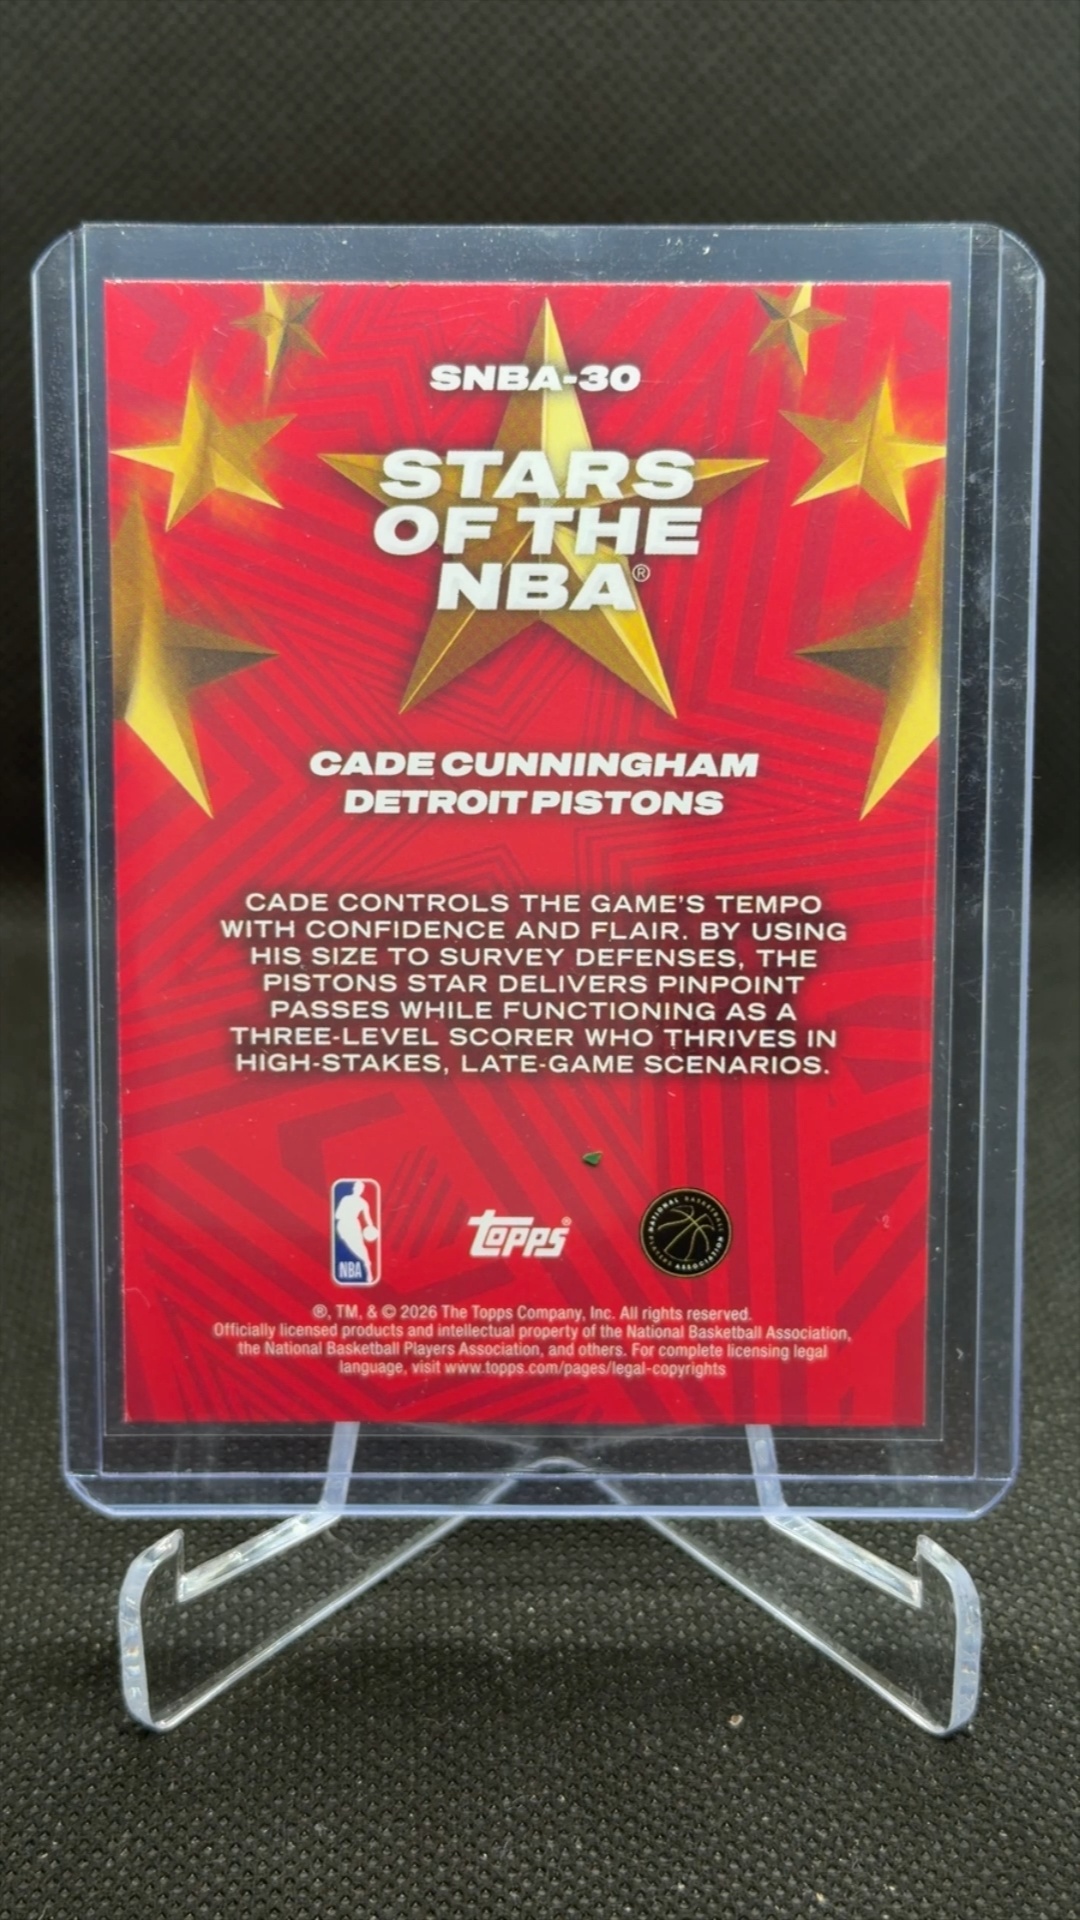 SNBA-30
STARS
OF THE
NBA®
CADE CUNNINGHAM
DETROIT PISTONS
CADE CONTROLS THE GAME'S TEMPO
WITH CONFIDENCE AND FLAIR. BY USING
HIS SIZE TO SURVEY DEFENSES, THE
PISTONS STAR DELIVERS PINPOINT
PASSES WHILE FUNCTIONING AS A
THREE-LEVEL SCORER WHO THRIVES IN
HIGH-STAKES, LATE-GAME SCENARIOS.
NBA
Topps®
NATIONAL BASKETBALL PLAYERS ASSOCIATION
®, TM, & © 2026 The Topps Company, Inc. All rights reserved.
Officially licensed products and intellectual property of the National Basketball Association,
the National Basketball Players Association, and others. For complete licensing legal
language, visit www.topps.com/pages/legal-copyrights